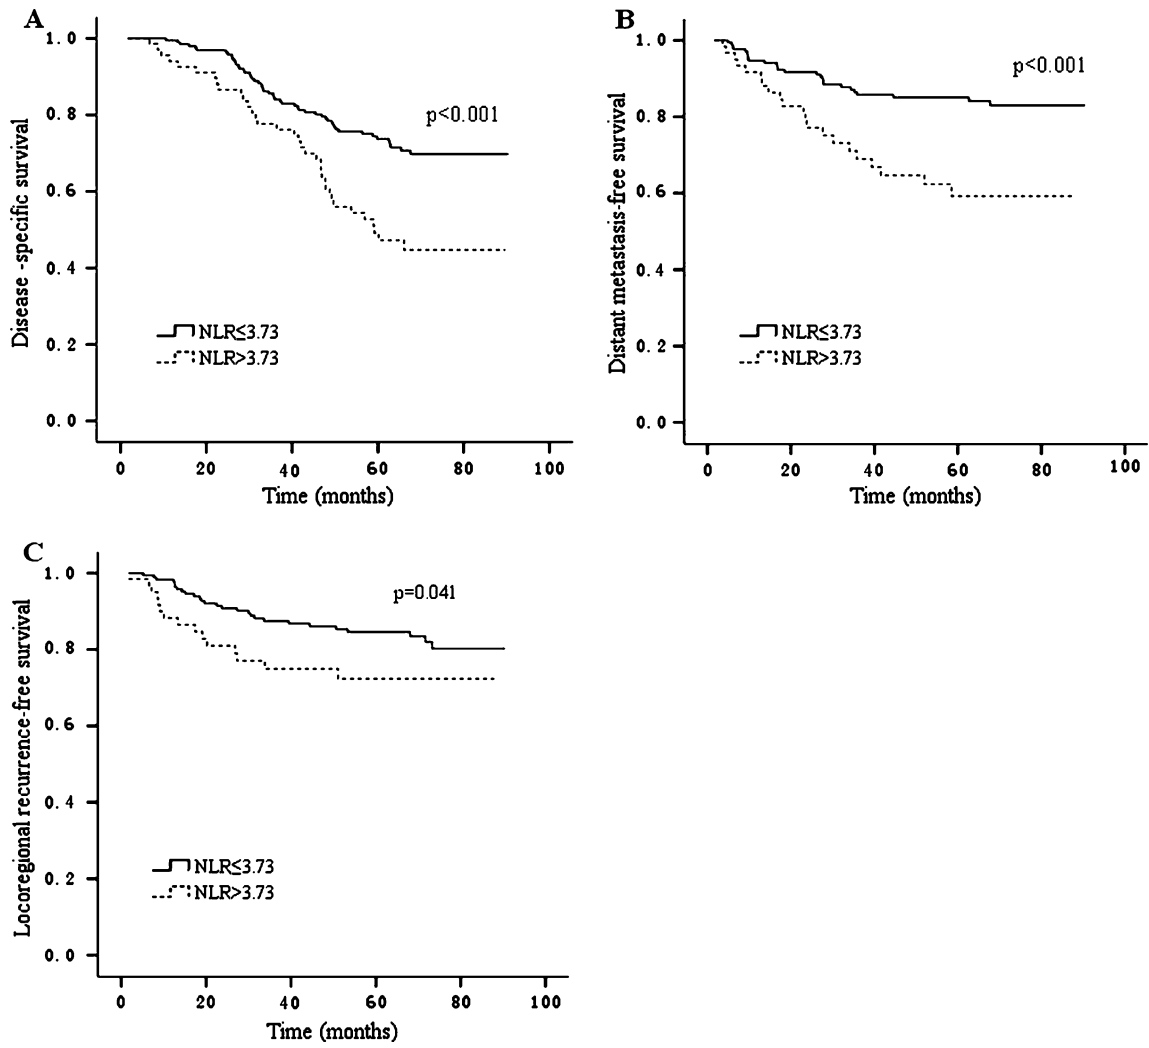 A
Disease -specific survival
1.0
0.8
0.6
0.4
0.2
0.0
p<0.001
NLR≤3.73
NLR>3.73
0 20 40 60 80 100
Time (months)
B
Distant metastasis-free survival
1.0
0.8
0.6
0.4
0.2
0.0
p<0.001
NLR≤3.73
NLR>3.73
0 20 40 60 80 100
Time (months)
C
Locoregional recurrence-free survival
1.0
0.8
0.6
0.4
0.2
0.0
p=0.041
NLR≤3.73
NLR>3.73
0 20 40 60 80 100
Time (months)